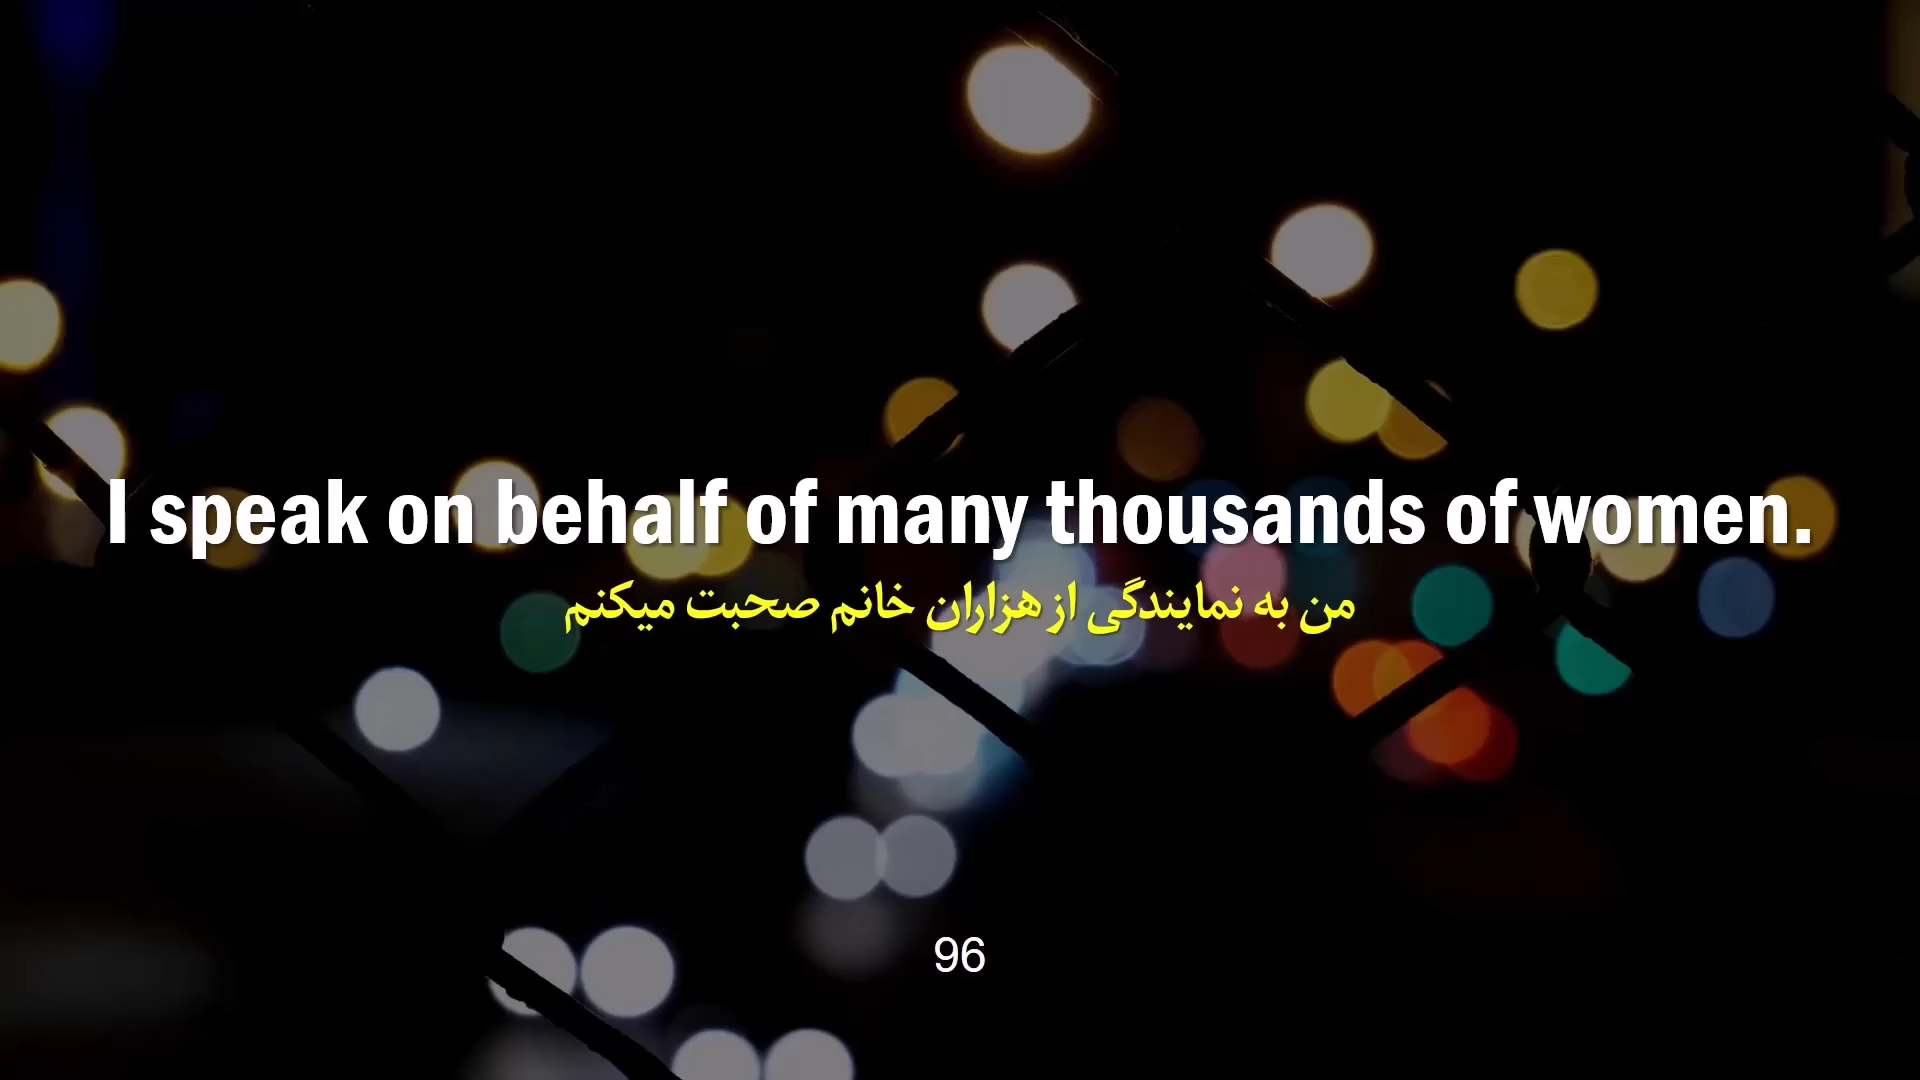 I speak on behalf of many thousands of women.
من به نمایندگی از هزاران خانم صحبت میکنم
96